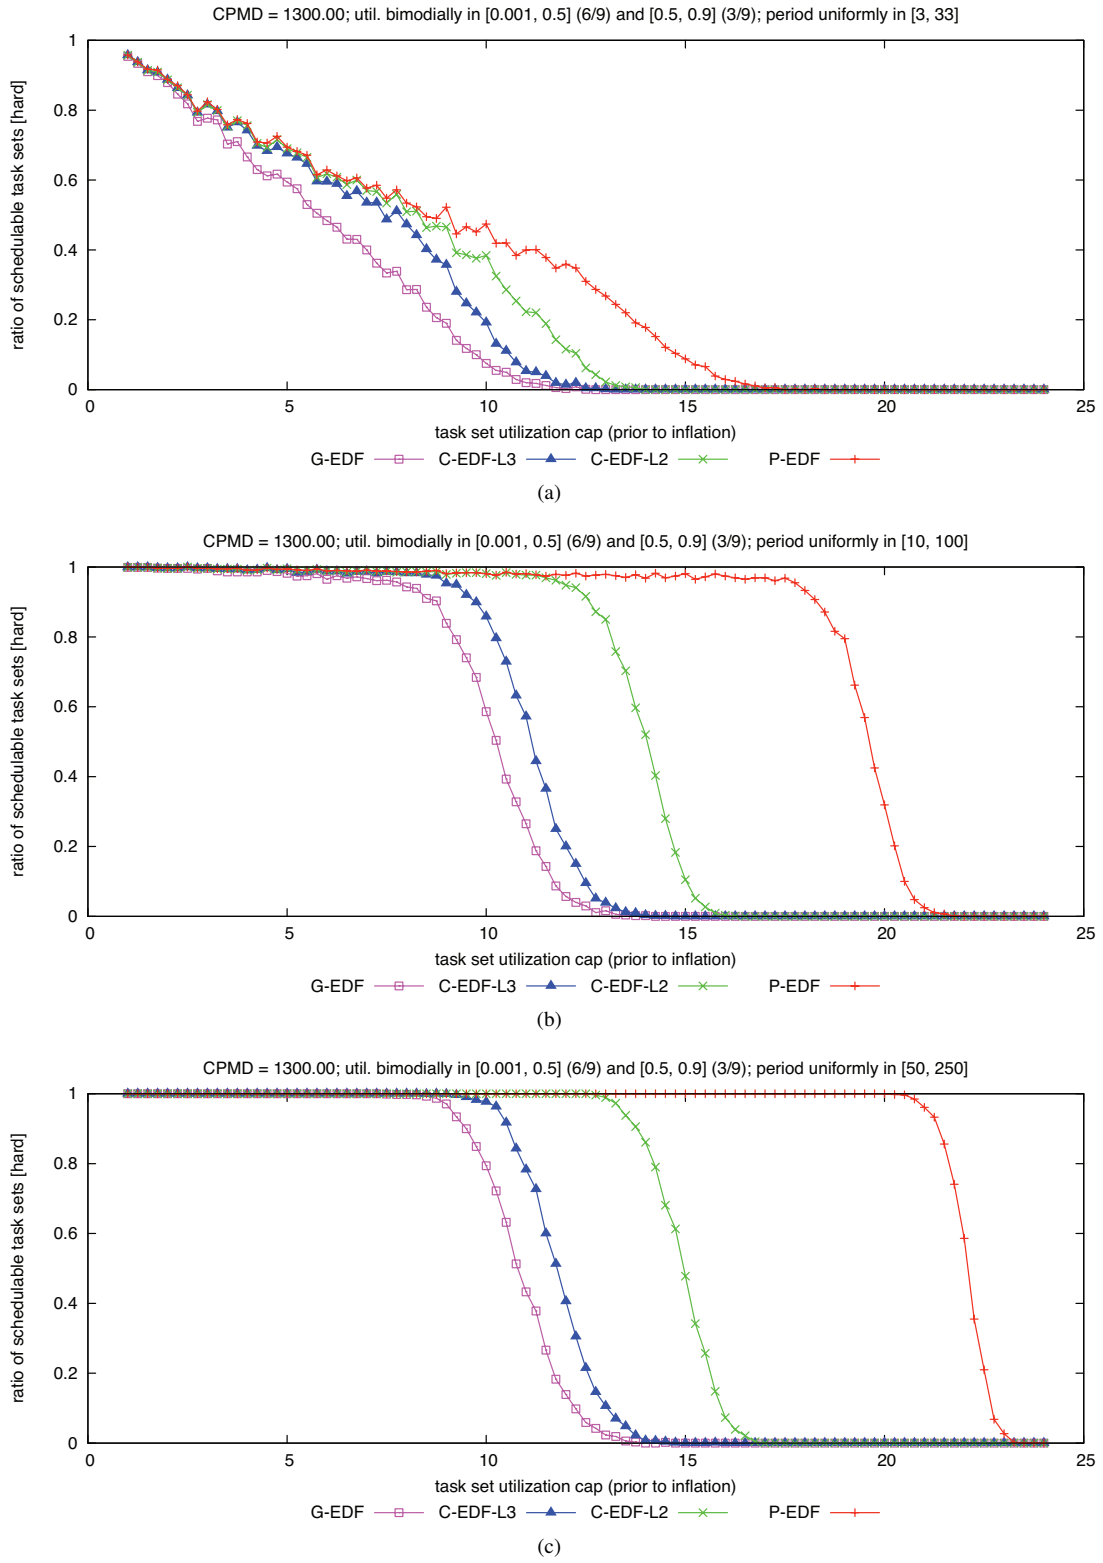 CPMD = 1300.00; util. bimodially in [0.001, 0.5] (6/9) and [0.5, 0.9] (3/9); period uniformly in [3, 33]
ratio of schedulable task sets [hard]
1
0.8
0.6
0.4
0.2
0
0 5 10 15 20 25
task set utilization cap (prior to inflation)
G-EDF C-EDF-L3 C-EDF-L2 P-EDF
(a)
CPMD = 1300.00; util. bimodially in [0.001, 0.5] (6/9) and [0.5, 0.9] (3/9); period uniformly in [10, 100]
ratio of schedulable task sets [hard]
1
0.8
0.6
0.4
0.2
0
0 5 10 15 20 25
task set utilization cap (prior to inflation)
G-EDF C-EDF-L3 C-EDF-L2 P-EDF
(b)
CPMD = 1300.00; util. bimodially in [0.001, 0.5] (6/9) and [0.5, 0.9] (3/9); period uniformly in [50, 250]
ratio of schedulable task sets [hard]
1
0.8
0.6
0.4
0.2
0
0 5 10 15 20 25
task set utilization cap (prior to inflation)
G-EDF C-EDF-L3 C-EDF-L2 P-EDF
(c)